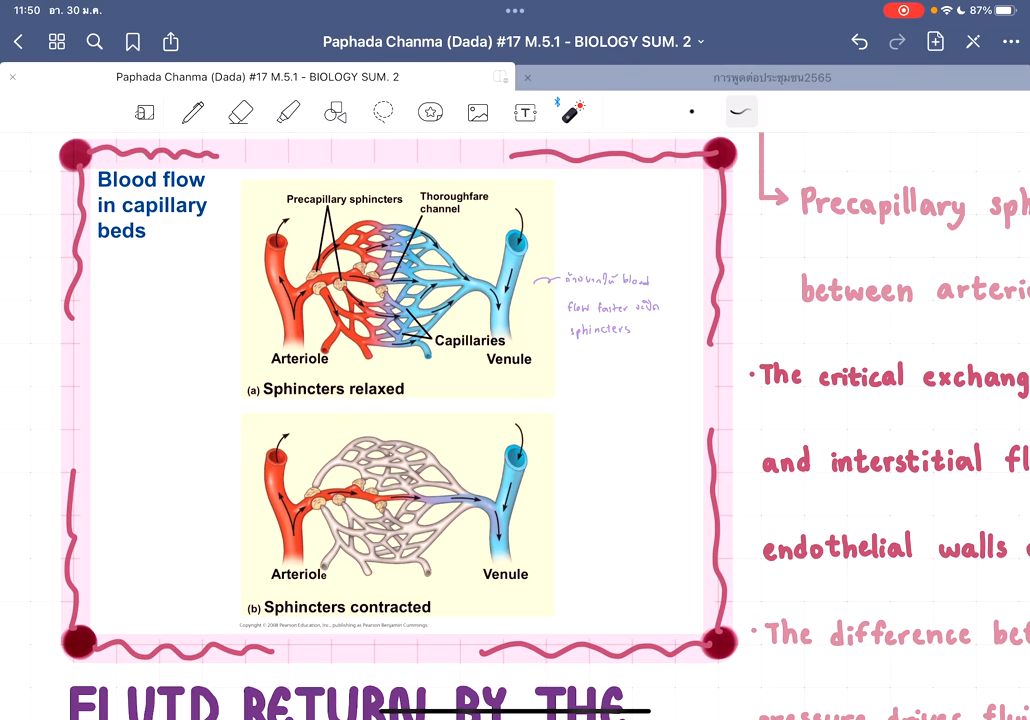 11:50 อา. 30 ม.ค.
87%
Paphada Chanma (Dada) #17 M.5.1 - BIOLOGY SUM. 2
Paphada Chanma (Dada) #17 M.5.1 - BIOLOGY SUM. 2
การพูดต่อประชุมชน2565
Blood flow
in capillary
beds
Precapillary sphincters
Thoroughfare
channel
Capillaries
Arteriole
Venule
(a) Sphincters relaxed
blood
flow faster
sphincters
Arteriole
Venule
(b) Sphincters contracted
Copyright © 2008 Pearson Education, Inc., publishing as Pearson Benjamin Cummings.
Precapillary sph
between arteri
· The critical exchang
and interstitial fl
endothelial walls
· The difference bet
pressure drives flui
FLUID RETURN BY THE